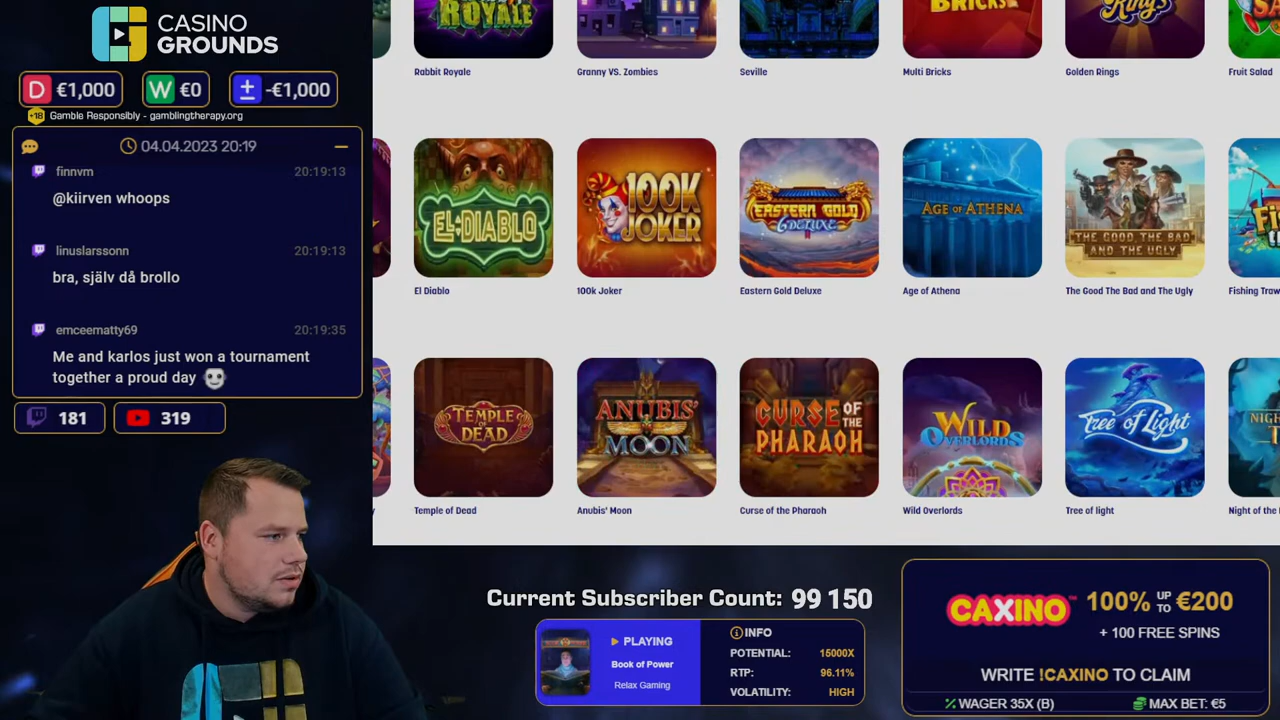 CASINO
GROUNDS
D €1,000
W €0
± -€1,000
+18 Gamble Responsibly - gamblingtherapy.org
04.04.2023 20:19
finnvm 20:19:13
@kiirven whoops
linuslarssonn 20:19:13
bra, själv då brollo
emceematty69 20:19:35
Me and karlos just won a tournament
together a proud day
181
319
ROYALE
BRICKS
Rings
Rabbit Royale
Granny VS. Zombies
Seville
Multi Bricks
Golden Rings
Fruit Salad
EL DIABLO
100K
JOKER
EASTERN GOLD
DELUXE
AGE OF ATHENA
THE GOOD, THE BAD
AND THE UGLY
El Diablo
100k Joker
Eastern Gold Deluxe
Age of Athena
The Good The Bad and The Ugly
Fishing Traw
TEMPLE
OF
DEAD
ANUBIS'
MOON
CURSE OF THE
PHARAOH
WILD
OVERLORDS
Tree of Light
NIGHT
Temple of Dead
Anubis' Moon
Curse of the Pharaoh
Wild Overlords
Tree of light
Night of the
Current Subscriber Count: 99 150
PLAYING
Book of Power
Relax Gaming
INFO
POTENTIAL: 15000X
RTP: 96.11%
VOLATILITY: HIGH
CAXINO™ 100% UP TO €200
+ 100 FREE SPINS
WRITE !CAXINO TO CLAIM
WAGER 35X (B)
MAX BET: €5